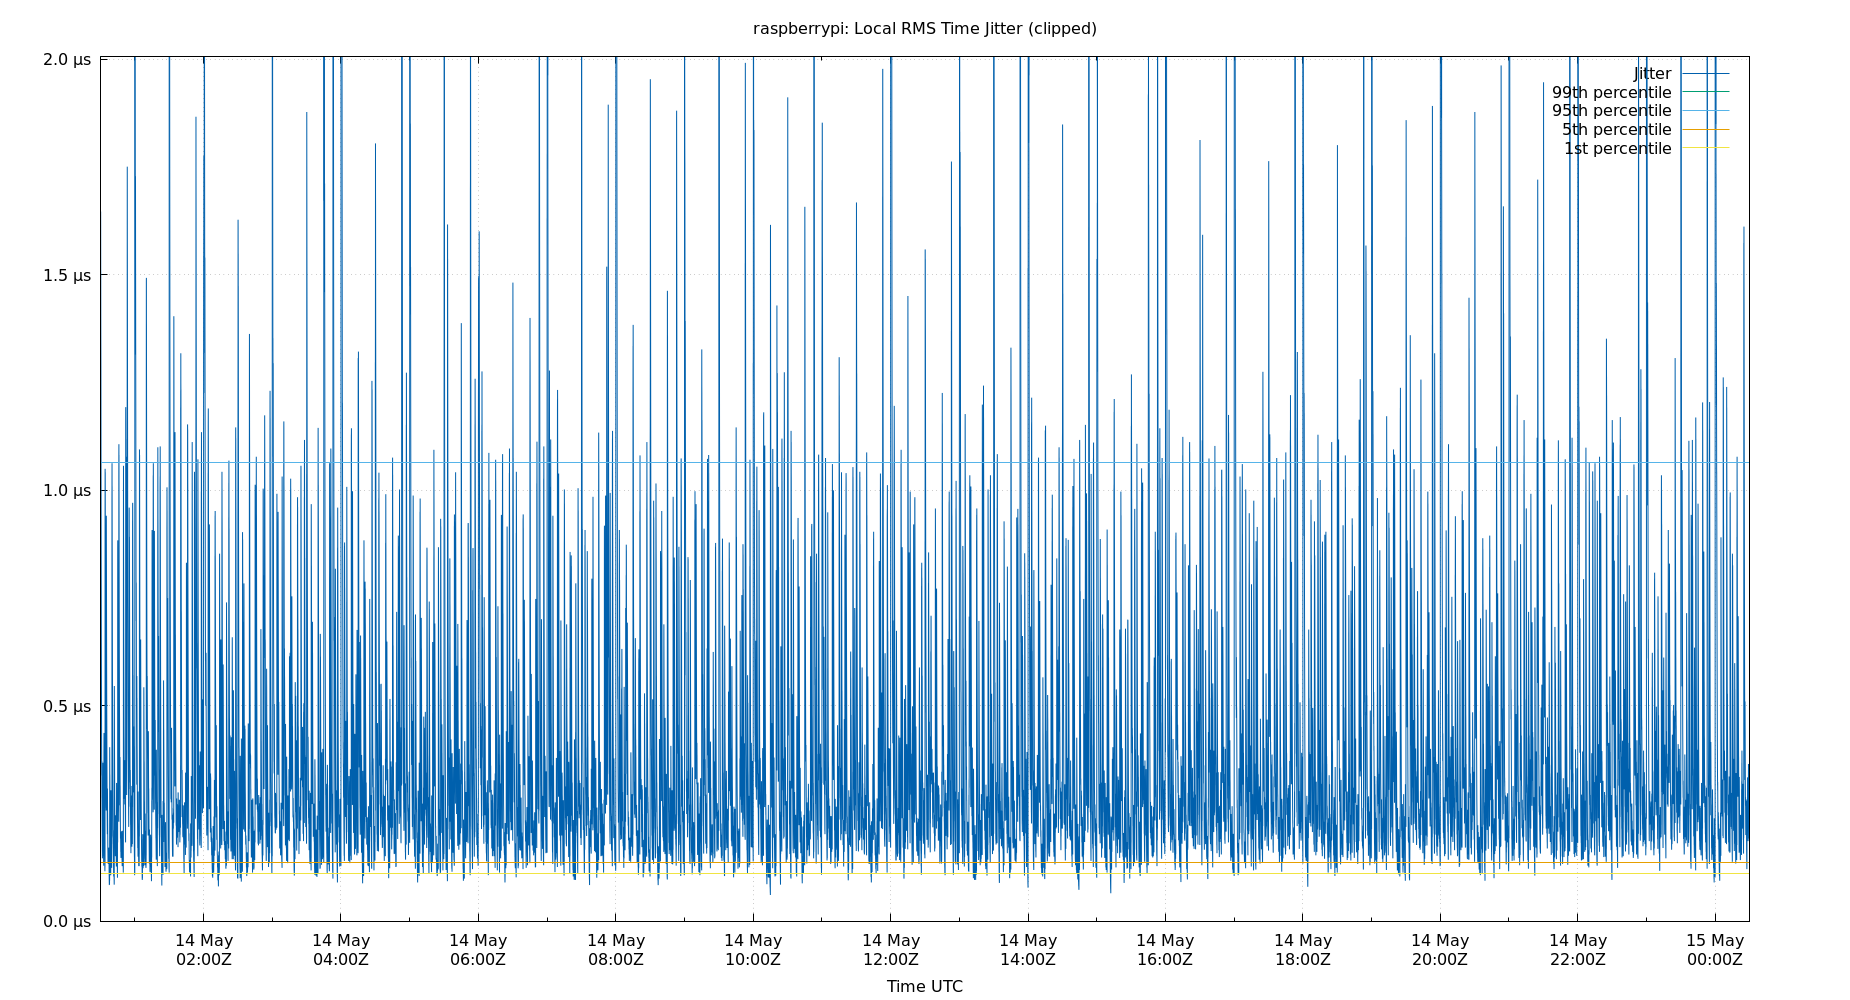 raspberrypi: Local RMS Time Jitter (clipped)
2.0 µs
1.5 µs
1.0 µs
0.5 µs
0.0 µs
Jitter
99th percentile
95th percentile
5th percentile
1st percentile
14 May 14 May 14 May 14 May 14 May 14 May 14 May 14 May 14 May 14 May 14 May 15 May
02:00Z 04:00Z 06:00Z 08:00Z 10:00Z 12:00Z 14:00Z 16:00Z 18:00Z 20:00Z 22:00Z 00:00Z
Time UTC